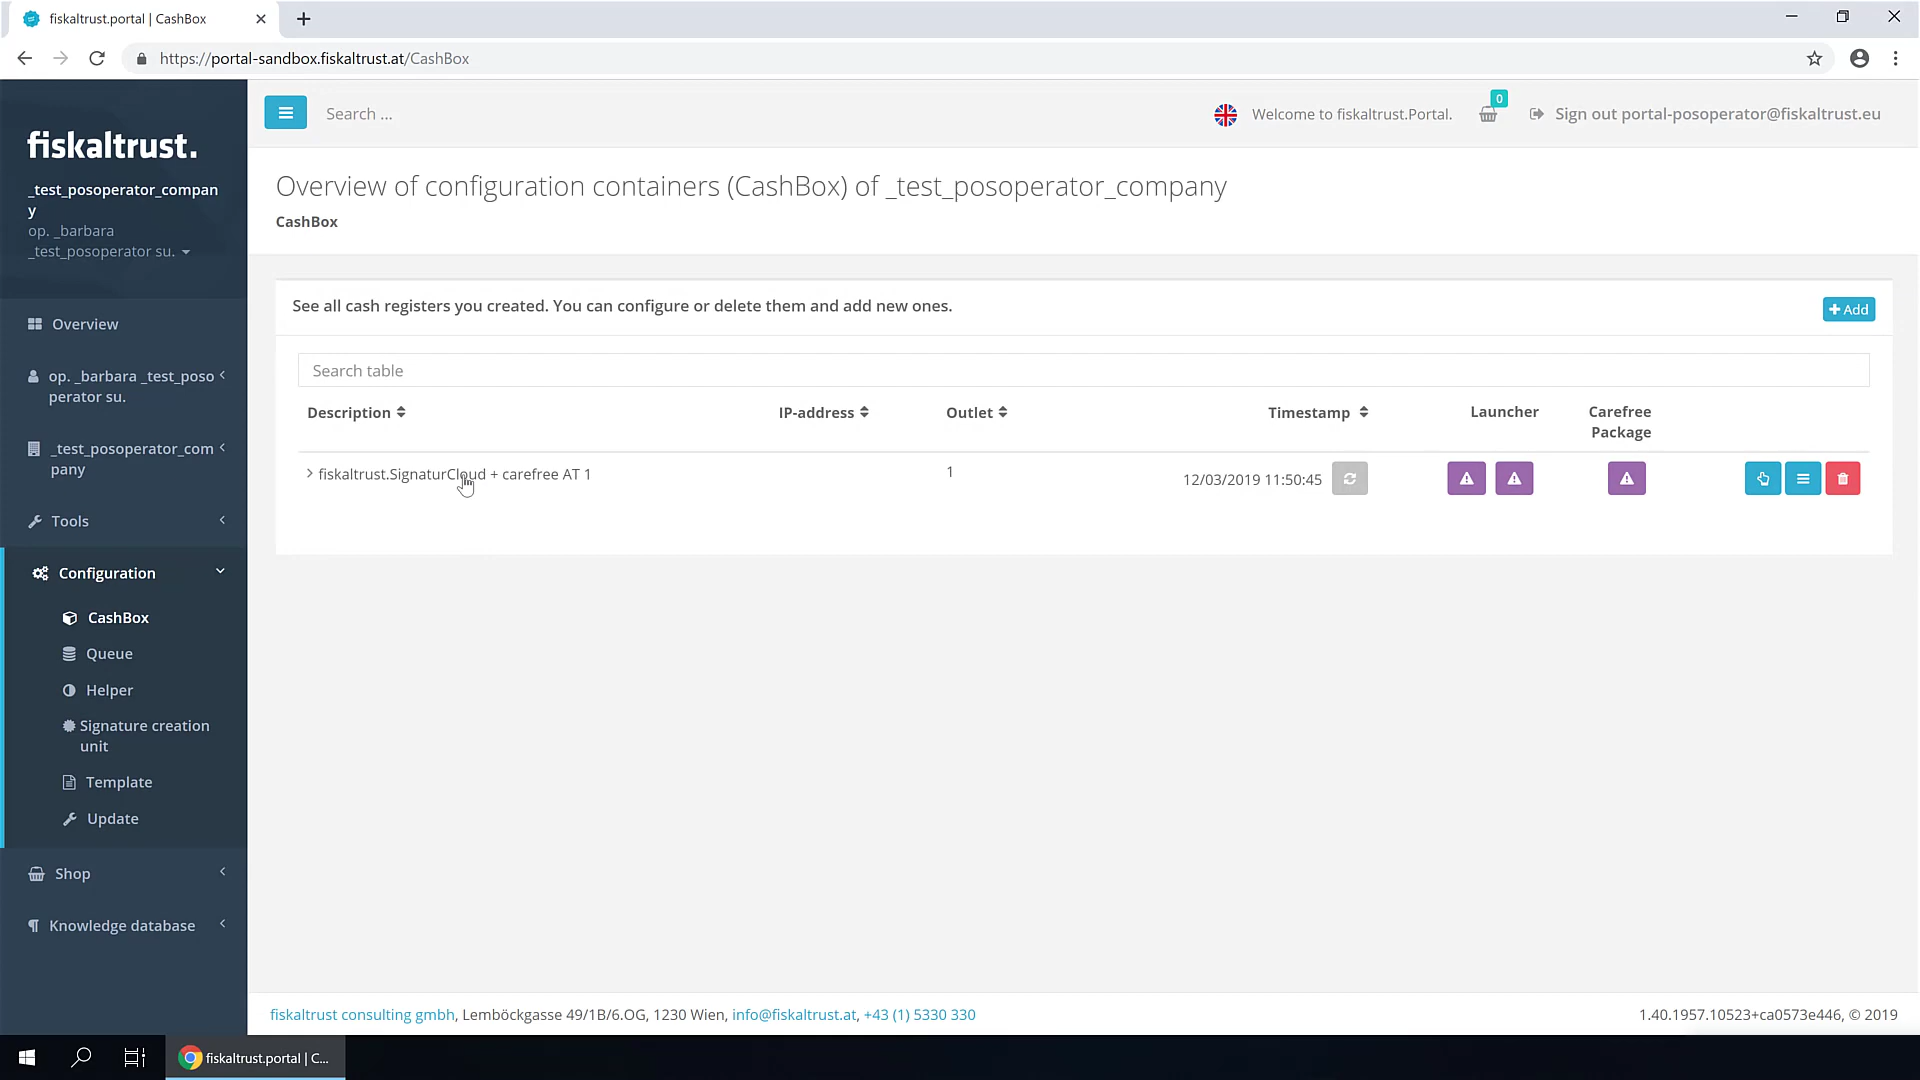 fiskaltrust.portal | CashBox
https://portal-sandbox.fiskaltrust.at/CashBox
fiskaltrust.
_test_posoperator_compan
y
op. _barbara
_test_posoperator su.
Search ...
Welcome to fiskaltrust.Portal.
0
Sign out portal-posoperator@fiskaltrust.eu
Overview of configuration containers (CashBox) of _test_posoperator_company
CashBox
Overview
op. _barbara _test_poso
perator su.
_test_posoperator_com
pany
Tools
Configuration
CashBox
Queue
Helper
Signature creation
unit
Template
Update
Shop
Knowledge database
See all cash registers you created. You can configure or delete them and add new ones.
Add
Search table
Description
IP-address
Outlet
Timestamp
Launcher
Carefree
Package
fiskaltrust.SignaturCloud + carefree AT 1
1
12/03/2019 11:50:45
fiskaltrust consulting gmbh, Lemböckgasse 49/1B/6.OG, 1230 Wien, info@fiskaltrust.at, +43 (1) 5330 330
1.40.1957.10523+ca0573e446, © 2019
fiskaltrust.portal | C...